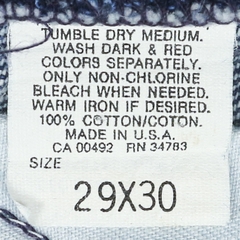 TUMBLE DRY MEDIUM.
WASH DARK & RED
COLORS SEPARATELY.
ONLY NON-CHLORINE
BLEACH WHEN NEEDED.
WARM IRON IF DESIRED.
100% COTTON/COTON.
MADE IN U.S.A.
CA 00492 RN 34783
SIZE
29X30